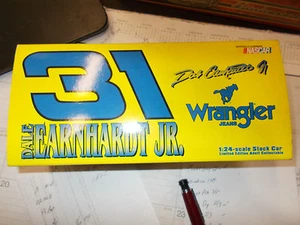 NASCAR
31
Dale Earnhardt Jr
DALE
EARNHARDT JR.
Wrangler
JEANS
1:24-scale Stock Car
Limited Edition Adult Collectible